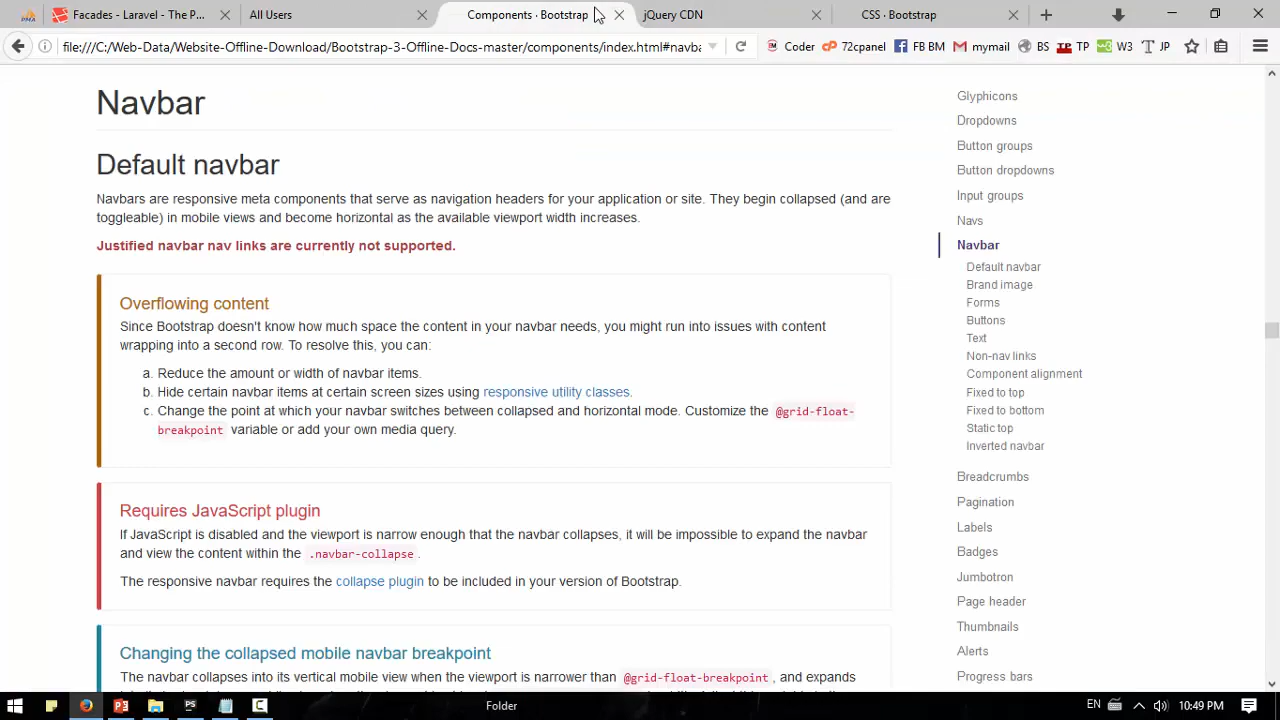 Facades - Laravel - The P...
All Users
Components · Bootstrap
jQuery CDN
CSS · Bootstrap
file:///C:/Web-Data/Website-Offline-Download/Bootstrap-3-Offline-Docs-master/components/index.html#navba
Coder
72cpanel
FB BM
mymail
BS
TP
W3
JP
Navbar
Default navbar
Navbars are responsive meta components that serve as navigation headers for your application or site. They begin collapsed (and are
toggleable) in mobile views and become horizontal as the available viewport width increases.
Justified navbar nav links are currently not supported.
Overflowing content
Since Bootstrap doesn't know how much space the content in your navbar needs, you might run into issues with content
wrapping into a second row. To resolve this, you can:
a. Reduce the amount or width of navbar items.
b. Hide certain navbar items at certain screen sizes using responsive utility classes.
c. Change the point at which your navbar switches between collapsed and horizontal mode. Customize the @grid-float-
breakpoint variable or add your own media query.
Requires JavaScript plugin
If JavaScript is disabled and the viewport is narrow enough that the navbar collapses, it will be impossible to expand the navbar
and view the content within the .navbar-collapse.
The responsive navbar requires the collapse plugin to be included in your version of Bootstrap.
Changing the collapsed mobile navbar breakpoint
The navbar collapses into its vertical mobile view when the viewport is narrower than @grid-float-breakpoint, and expands
Glyphicons
Dropdowns
Button groups
Button dropdowns
Input groups
Navs
Navbar
Default navbar
Brand image
Forms
Buttons
Text
Non-nav links
Component alignment
Fixed to top
Fixed to bottom
Static top
Inverted navbar
Breadcrumbs
Pagination
Labels
Badges
Jumbotron
Page header
Thumbnails
Alerts
Progress bars
Folder
EN
10:49 PM